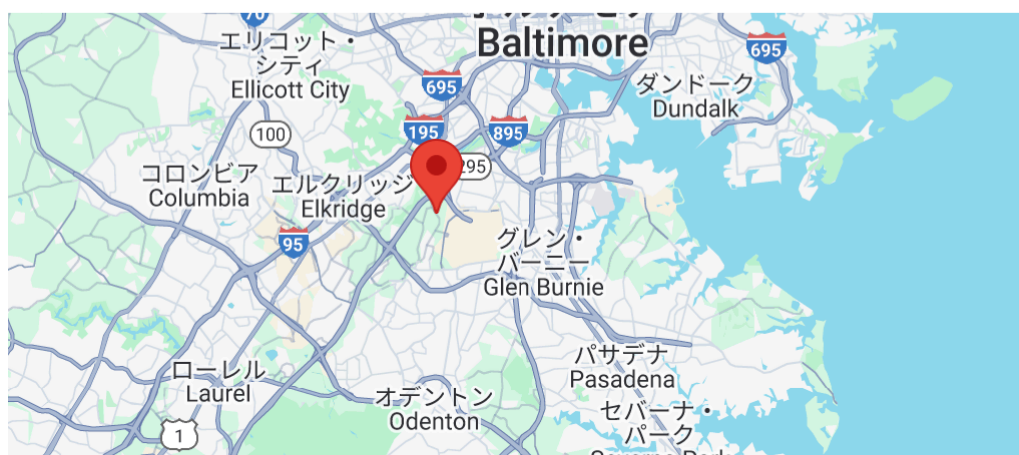 70
Baltimore
695
エリコット・
シティ
Ellicott City
695
ダンドーク
Dundalk
100
195
895
295
コロンビア
Columbia
エルクリッジ
Elkridge
95
グレン・
バーニー
Glen Burnie
パサデナ
Pasadena
ローレル
Laurel
オデントン
Odenton
セバーナ・
パーク
1